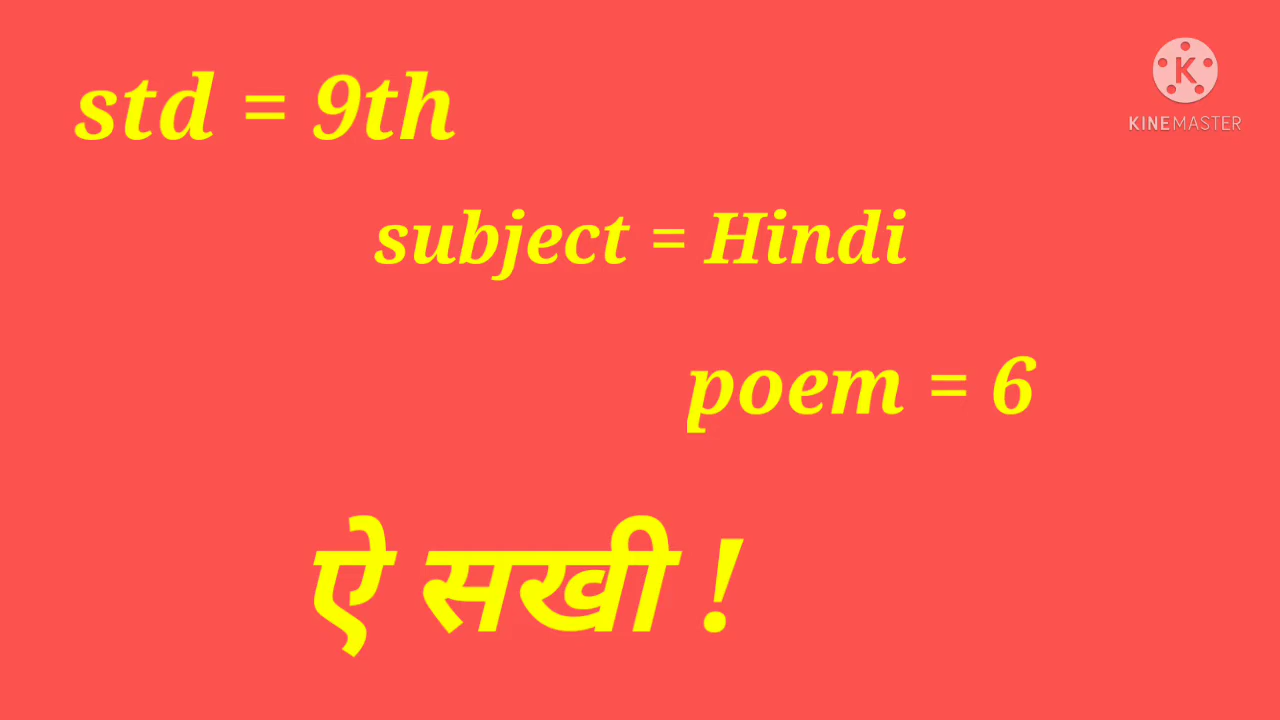 std = 9th
KINEMASTER
subject = Hindi
poem = 6
ऐ सखी !